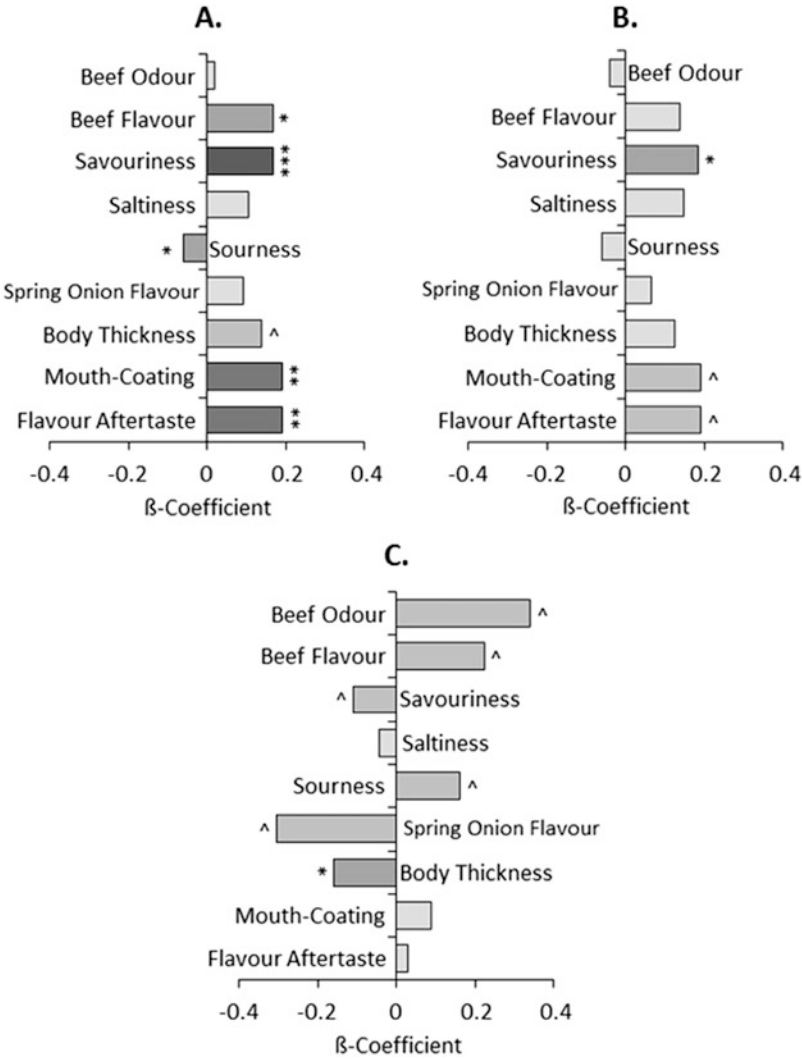 A.
Beef Odour
Beef Flavour *
Savouriness ***
Saltiness
* Sourness
Spring Onion Flavour
Body Thickness ^
Mouth-Coating **
Flavour Aftertaste **
-0.4 -0.2 0 0.2 0.4
ß-Coefficient
B.
Beef Odour
Beef Flavour
Savouriness *
Saltiness
Sourness
Spring Onion Flavour
Body Thickness
Mouth-Coating ^
Flavour Aftertaste ^
-0.4 -0.2 0 0.2 0.4
ß-Coefficient
C.
Beef Odour ^
Beef Flavour ^
^ Savouriness
Saltiness
Sourness ^
^ Spring Onion Flavour
* Body Thickness
Mouth-Coating
Flavour Aftertaste
-0.4 -0.2 0 0.2 0.4
ß-Coefficient